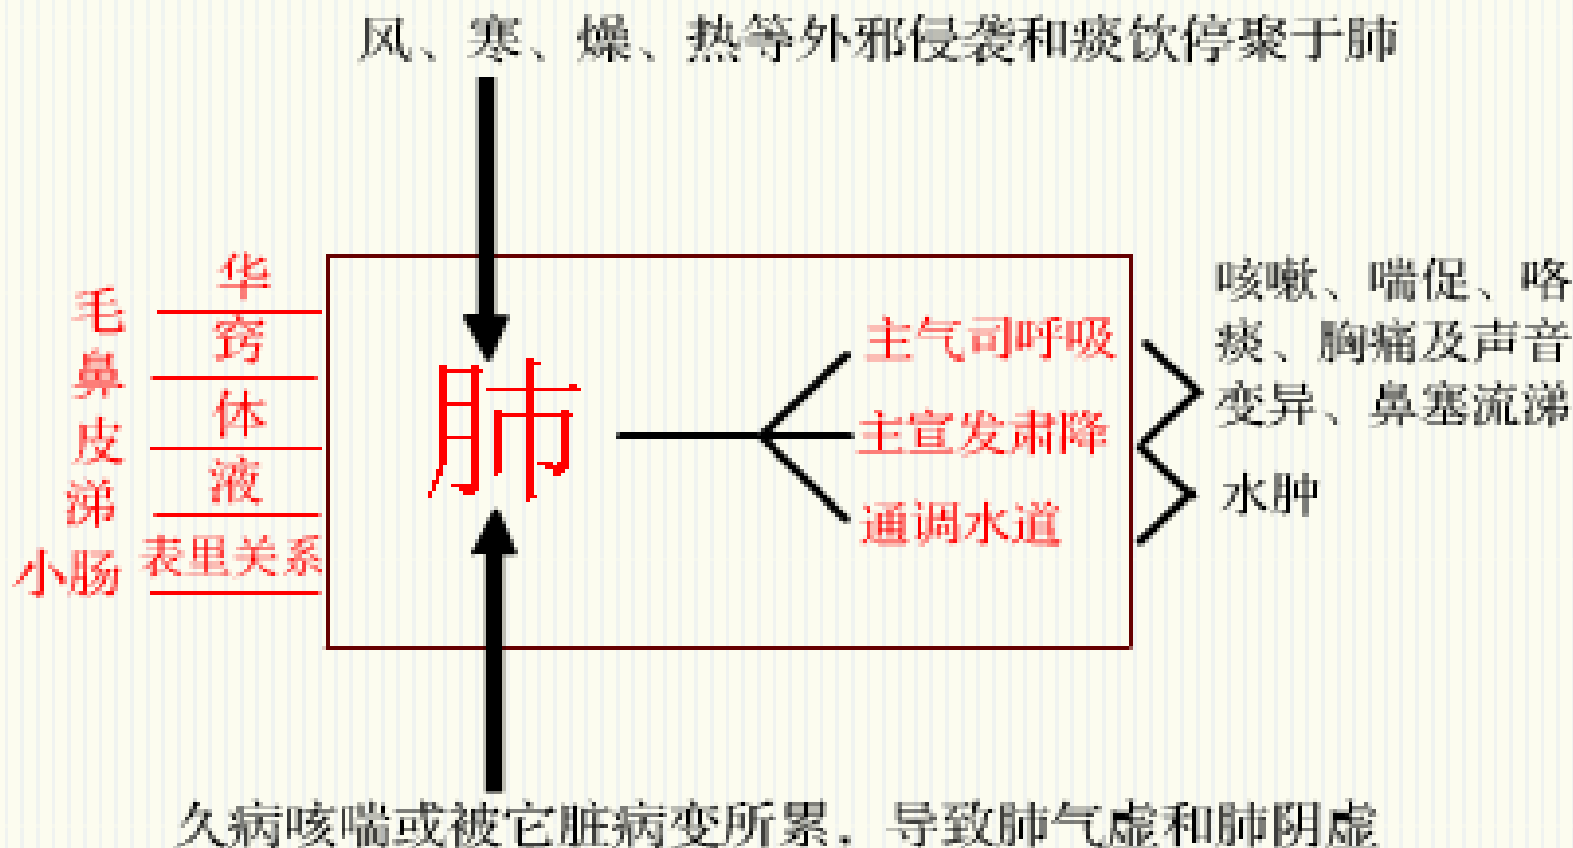 风、寒、燥、热等外邪侵袭和痰饮停聚于肺
华
毛
窍
鼻
休
皮
液
涕
表里关系
小肠
肺
主气司呼吸
主宣发肃降
通调水道
咳嗽、喘促、咯
痰、胸痛及声音
变异、鼻塞流涕
水肿
久病咳喘或被它脏病变所累．导致肺气虚和肺阴虚